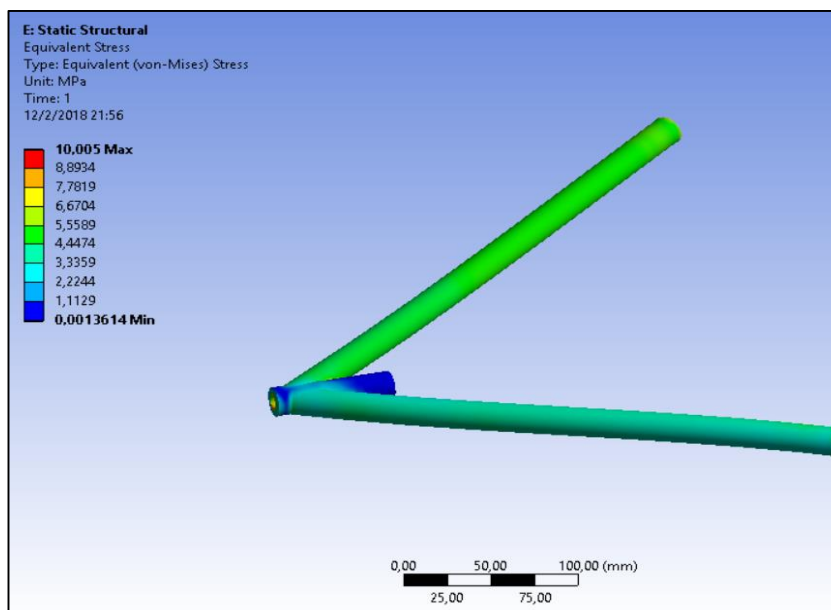 E: Static Structural
Equivalent Stress
Type: Equivalent (von-Mises) Stress
Unit: MPa
Time: 1
12/2/2018 21:56
10,005 Max
8,8934
7,7819
6,6704
5,5589
4,4474
3,3359
2,2244
1,1129
0,0013614 Min
0,00 50,00 100,00 (mm)
25,00 75,00